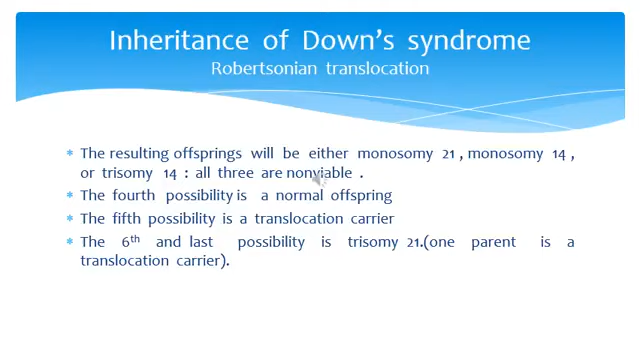 Inheritance of Down's syndrome
Robertsonian translocation
* The resulting offsprings will be either monosomy 21 , monosomy 14 ,
or trisomy 14 : all three are nonviable .
* The fourth possibility is a normal offspring
* The fifth possibility is a translocation carrier
* The 6th and last possibility is trisomy 21.(one parent is a
translocation carrier).